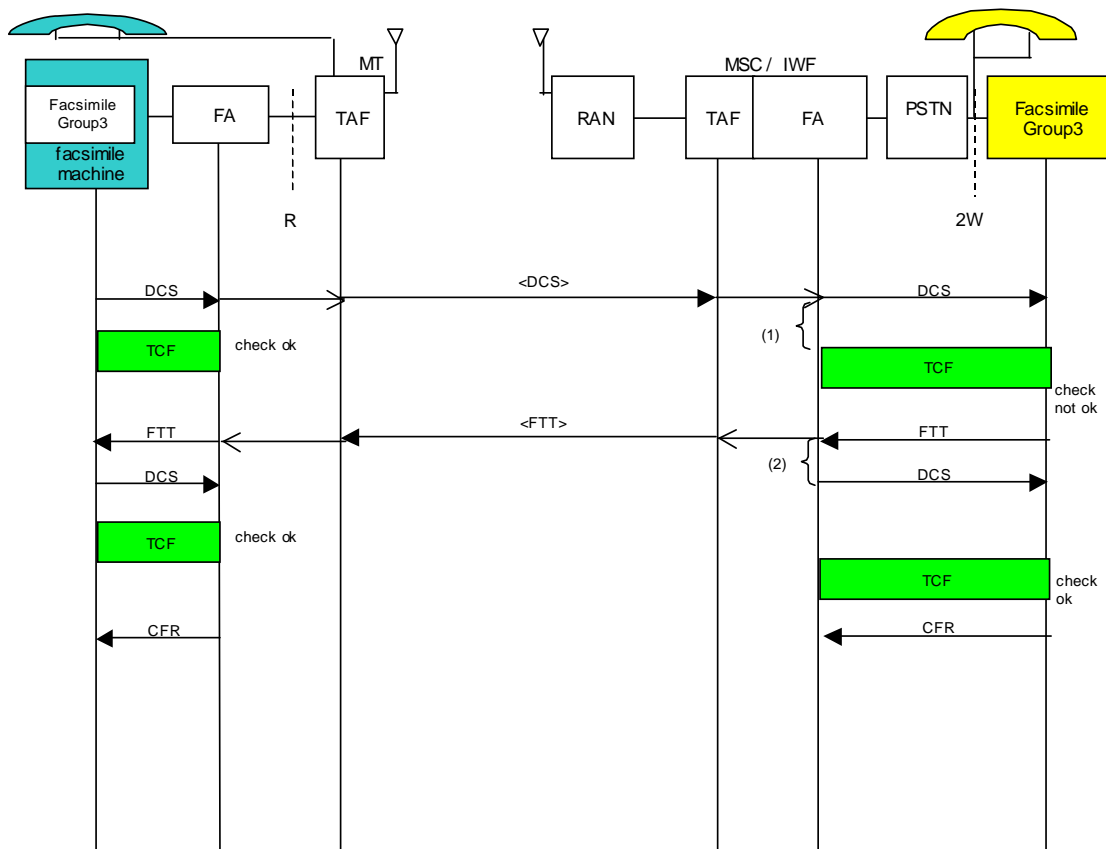 MT
MSC / IWF
Facsimile
Group3
facsimile
machine
FA
TAF
RAN
TAF
FA
PSTN
Facsimile
Group3
R
2W
DCS
<DCS>
DCS
(1)
TCF
check ok
TCF
check
not ok
FTT
<FTT>
FTT
(2)
DCS
DCS
TCF
check ok
TCF
check
ok
CFR
CFR